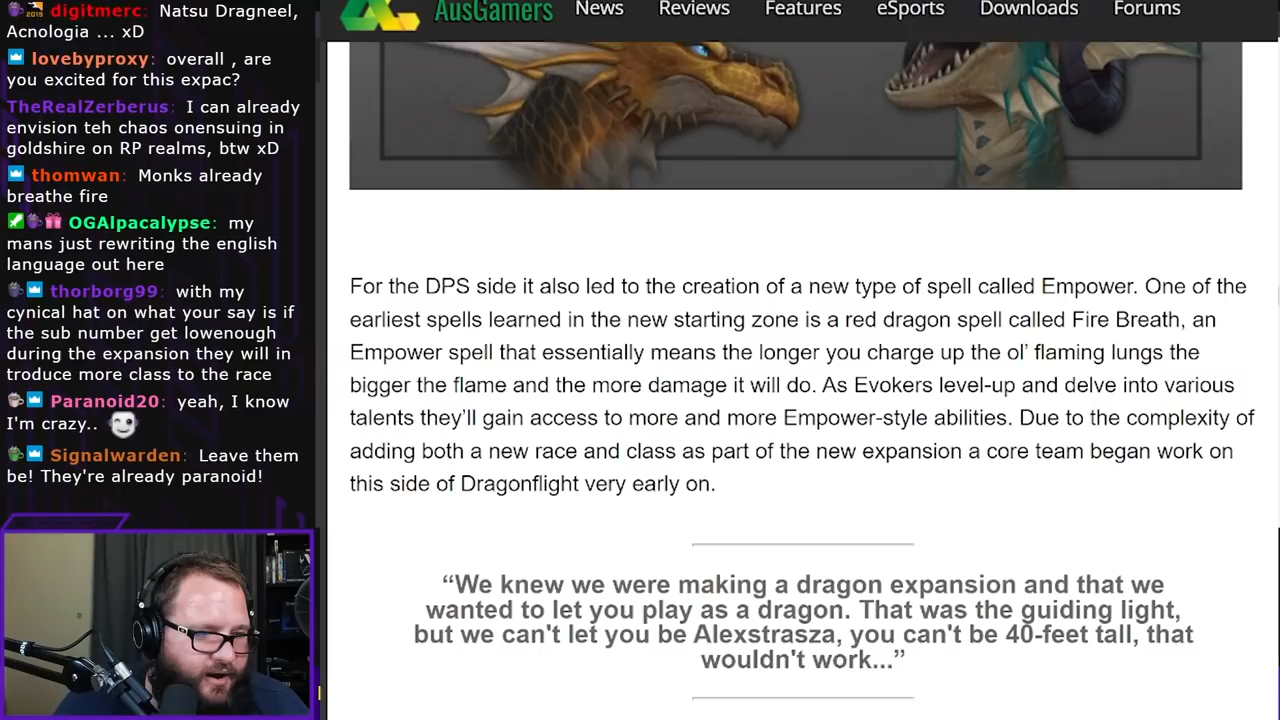 digitmerc: Natsu Dragneel,
Acnologia ... xD
lovebyproxy: overall , are
you excited for this expac?
TheRealZerberus: I can already
envision teh chaos onensuing in
goldshire on RP realms, btw xD
thomwan: Monks already
breathe fire
OGAlpacalypse: my
mans just rewriting the english
language out here
thorborg99: with my
cynical hat on what your say is if
the sub number get lowenough
during the expansion they will in
troduce more class to the race
Paranoid20: yeah, I know
I'm crazy..
Signalwarden: Leave them
be! They're already paranoid!
AusGamers News Reviews Features eSports Downloads Forums
For the DPS side it also led to the creation of a new type of spell called Empower. One of the
earliest spells learned in the new starting zone is a red dragon spell called Fire Breath, an
Empower spell that essentially means the longer you charge up the ol’ flaming lungs the
bigger the flame and the more damage it will do. As Evokers level-up and delve into various
talents they’ll gain access to more and more Empower-style abilities. Due to the complexity of
adding both a new race and class as part of the new expansion a core team began work on
this side of Dragonflight very early on.
“We knew we were making a dragon expansion and that we
wanted to let you play as a dragon. That was the guiding light,
but we can't let you be Alexstrasza, you can't be 40-feet tall, that
wouldn't work...”